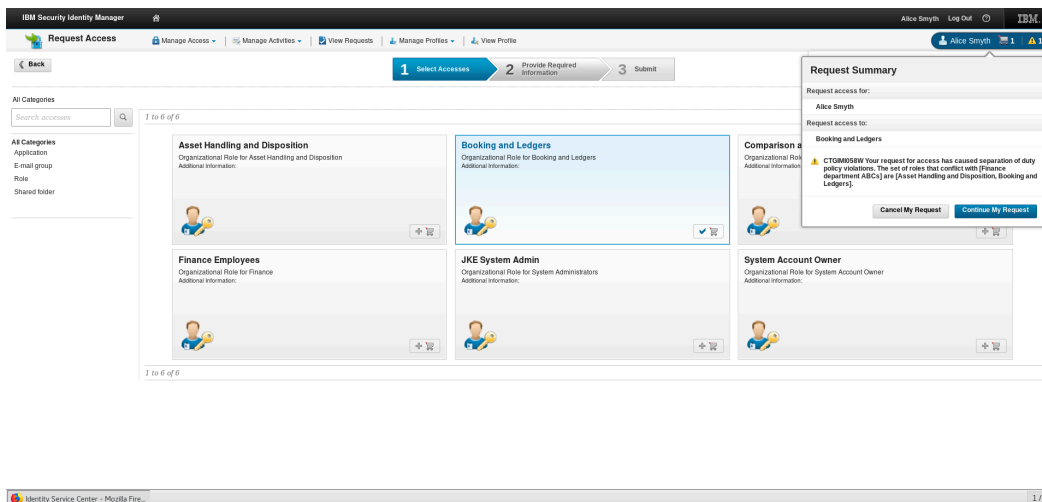 IBM Security Identity Manager
Alice Smyth Log Out
IBM.
Request Access
Manage Access
Manage Activities
View Requests
Manage Profiles
View Profile
Alice Smyth 1 1
Back
1 Select Accesses
2 Provide Required Information
3 Submit
Request Summary
Request access for:
Alice Smyth
Request access to:
Booking and Ledgers
CTGIMI058W Your request for access has caused separation of duty
policy violations. The set of roles that conflict with [Finance
department ABCs] are [Asset Handling and Disposition, Booking and
Ledgers].
Cancel My Request
Continue My Request
All Categories
Search accesses
All Categories
Application
E-mail group
Role
Shared folder
1 to 6 of 6
Asset Handling and Disposition
Organizational Role for Asset Handling and Disposition
Additional Information:
Booking and Ledgers
Organizational Role for Booking and Ledgers
Additional Information:
Comparison a
Organizational Role
Additional Information
Finance Employees
Organizational Role for Finance
Additional Information:
JKE System Admin
Organizational Role for System Administrators
Additional Information:
System Account Owner
Organizational Role for System Account Owner
Additional Information:
1 to 6 of 6
Identity Service Center - Mozilla Fire...
1 /